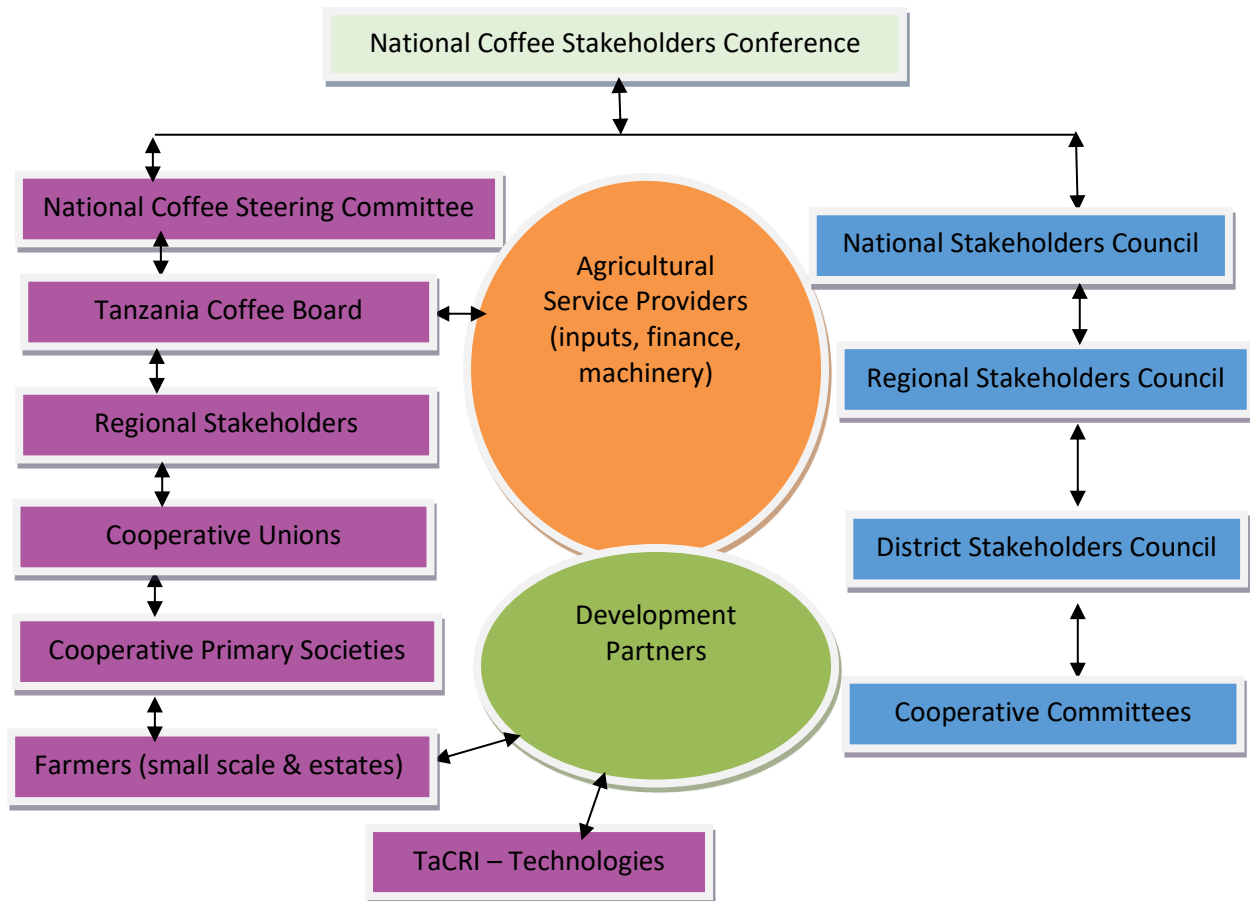 National Coffee Stakeholders Conference
National Coffee Steering Committee
Tanzania Coffee Board
Regional Stakeholders
Cooperative Unions
Cooperative Primary Societies
Farmers (small scale & estates)
Agricultural
Service Providers
(inputs, finance,
machinery)
Development
Partners
TaCRI – Technologies
National Stakeholders Council
Regional Stakeholders Council
District Stakeholders Council
Cooperative Committees